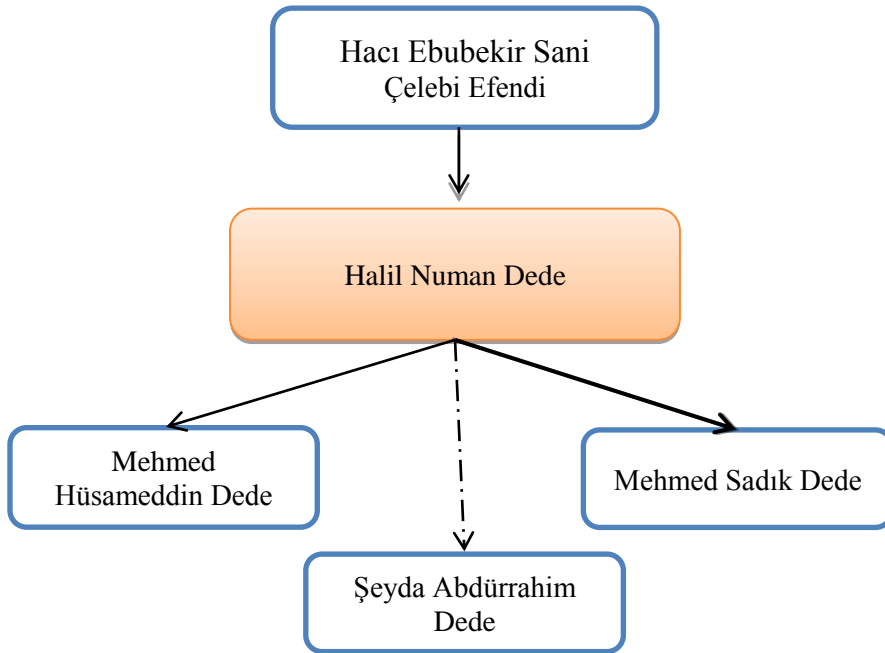 Hacı Ebubekir Sani
Çelebi Efendi
Halil Numan Dede
Mehmed
Hüsameddin Dede
Mehmed Sadık Dede
Şeyda Abdürrahim
Dede